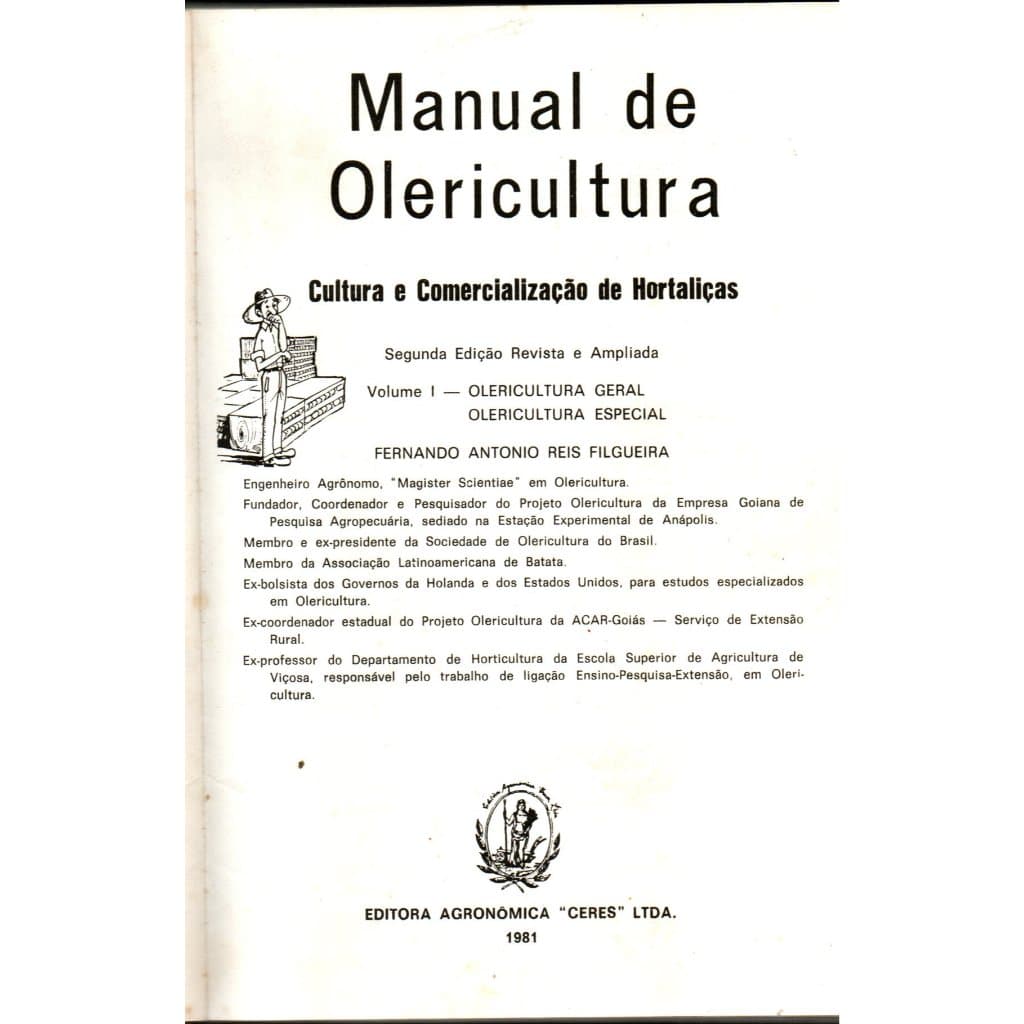 Manual de
Olericultura
Cultura e Comercialização de Hortaliças
Segunda Edição Revista e Ampliada
Volume I — OLERICULTURA GERAL
OLERICULTURA ESPECIAL
FERNANDO ANTONIO REIS FILGUEIRA
Engenheiro Agrônomo, "Magister Scientiae" em Olericultura.
Fundador, Coordenador e Pesquisador do Projeto Olericultura da Empresa Goiana de
Pesquisa Agropecuária, sediado na Estação Experimental de Anápolis.
Membro e ex-presidente da Sociedade de Olericultura do Brasil.
Membro da Associação Latinoamericana de Batata.
Ex-bolsista dos Governos da Holanda e dos Estados Unidos, para estudos especializados
em Olericultura.
Ex-coordenador estadual do Projeto Olericultura da ACAR-Goiás — Serviço de Extensão
Rural.
Ex-professor do Departamento de Horticultura da Escola Superior de Agricultura de
Viçosa, responsável pelo trabalho de ligação Ensino-Pesquisa-Extensão, em Oleri-
cultura.
EDITORA AGRONÔMICA "CERES" LTDA.
1981